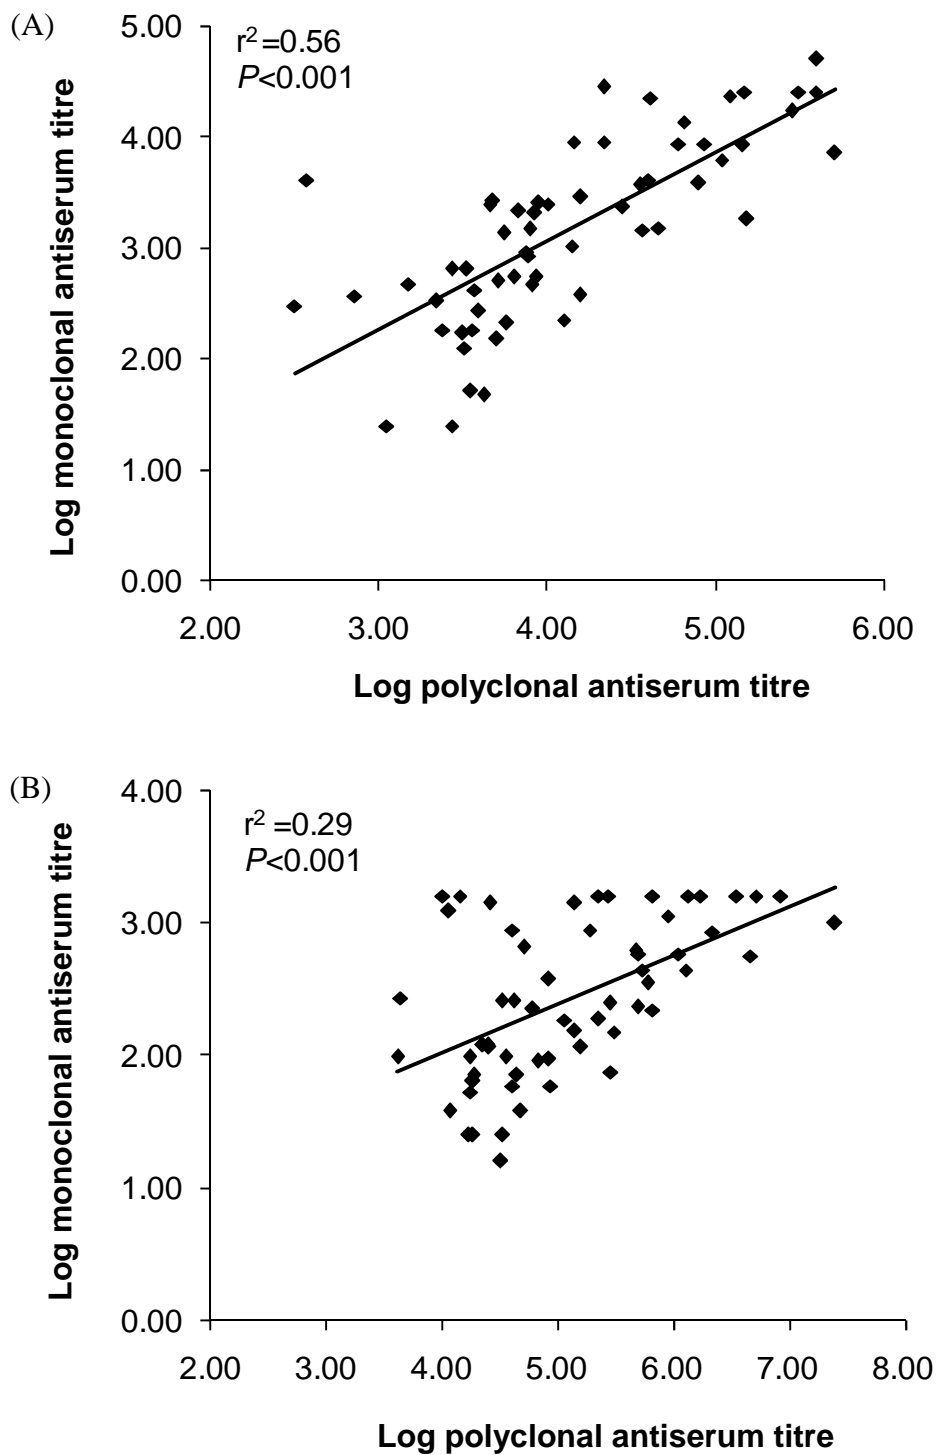 (A)
r²=0.56
P<0.001
Log monoclonal antiserum titre
5.00
4.00
3.00
2.00
1.00
0.00
2.00 3.00 4.00 5.00 6.00
Log polyclonal antiserum titre
(B)
r² =0.29
P<0.001
Log monoclonal antiserum titre
4.00
3.00
2.00
1.00
0.00
2.00 3.00 4.00 5.00 6.00 7.00 8.00
Log polyclonal antiserum titre